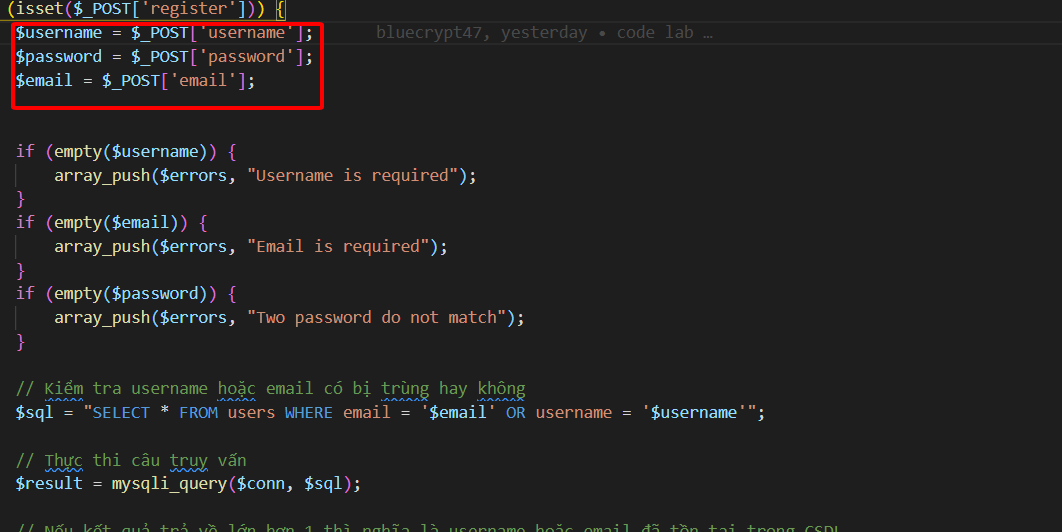 (isset($_POST['register'])) {
$username = $_POST['username'];    bluecrypt47, yesterday • code lab …
$password = $_POST['password'];
$email = $_POST['email'];
if (empty($username)) {
array_push($errors, "Username is required");
}
if (empty($email)) {
array_push($errors, "Email is required");
}
if (empty($password)) {
array_push($errors, "Two password do not match");
}
// Kiểm tra username hoặc email có bị trùng hay không
$sql = "SELECT * FROM users WHERE email = '$email' OR username = '$username'";
// Thực thi câu truy vấn
$result = mysqli_query($conn, $sql);
// Nếu kết quả trả về lớn hơn 1 thì nghĩa là username hoặc email đã tồn tại trong CSDL